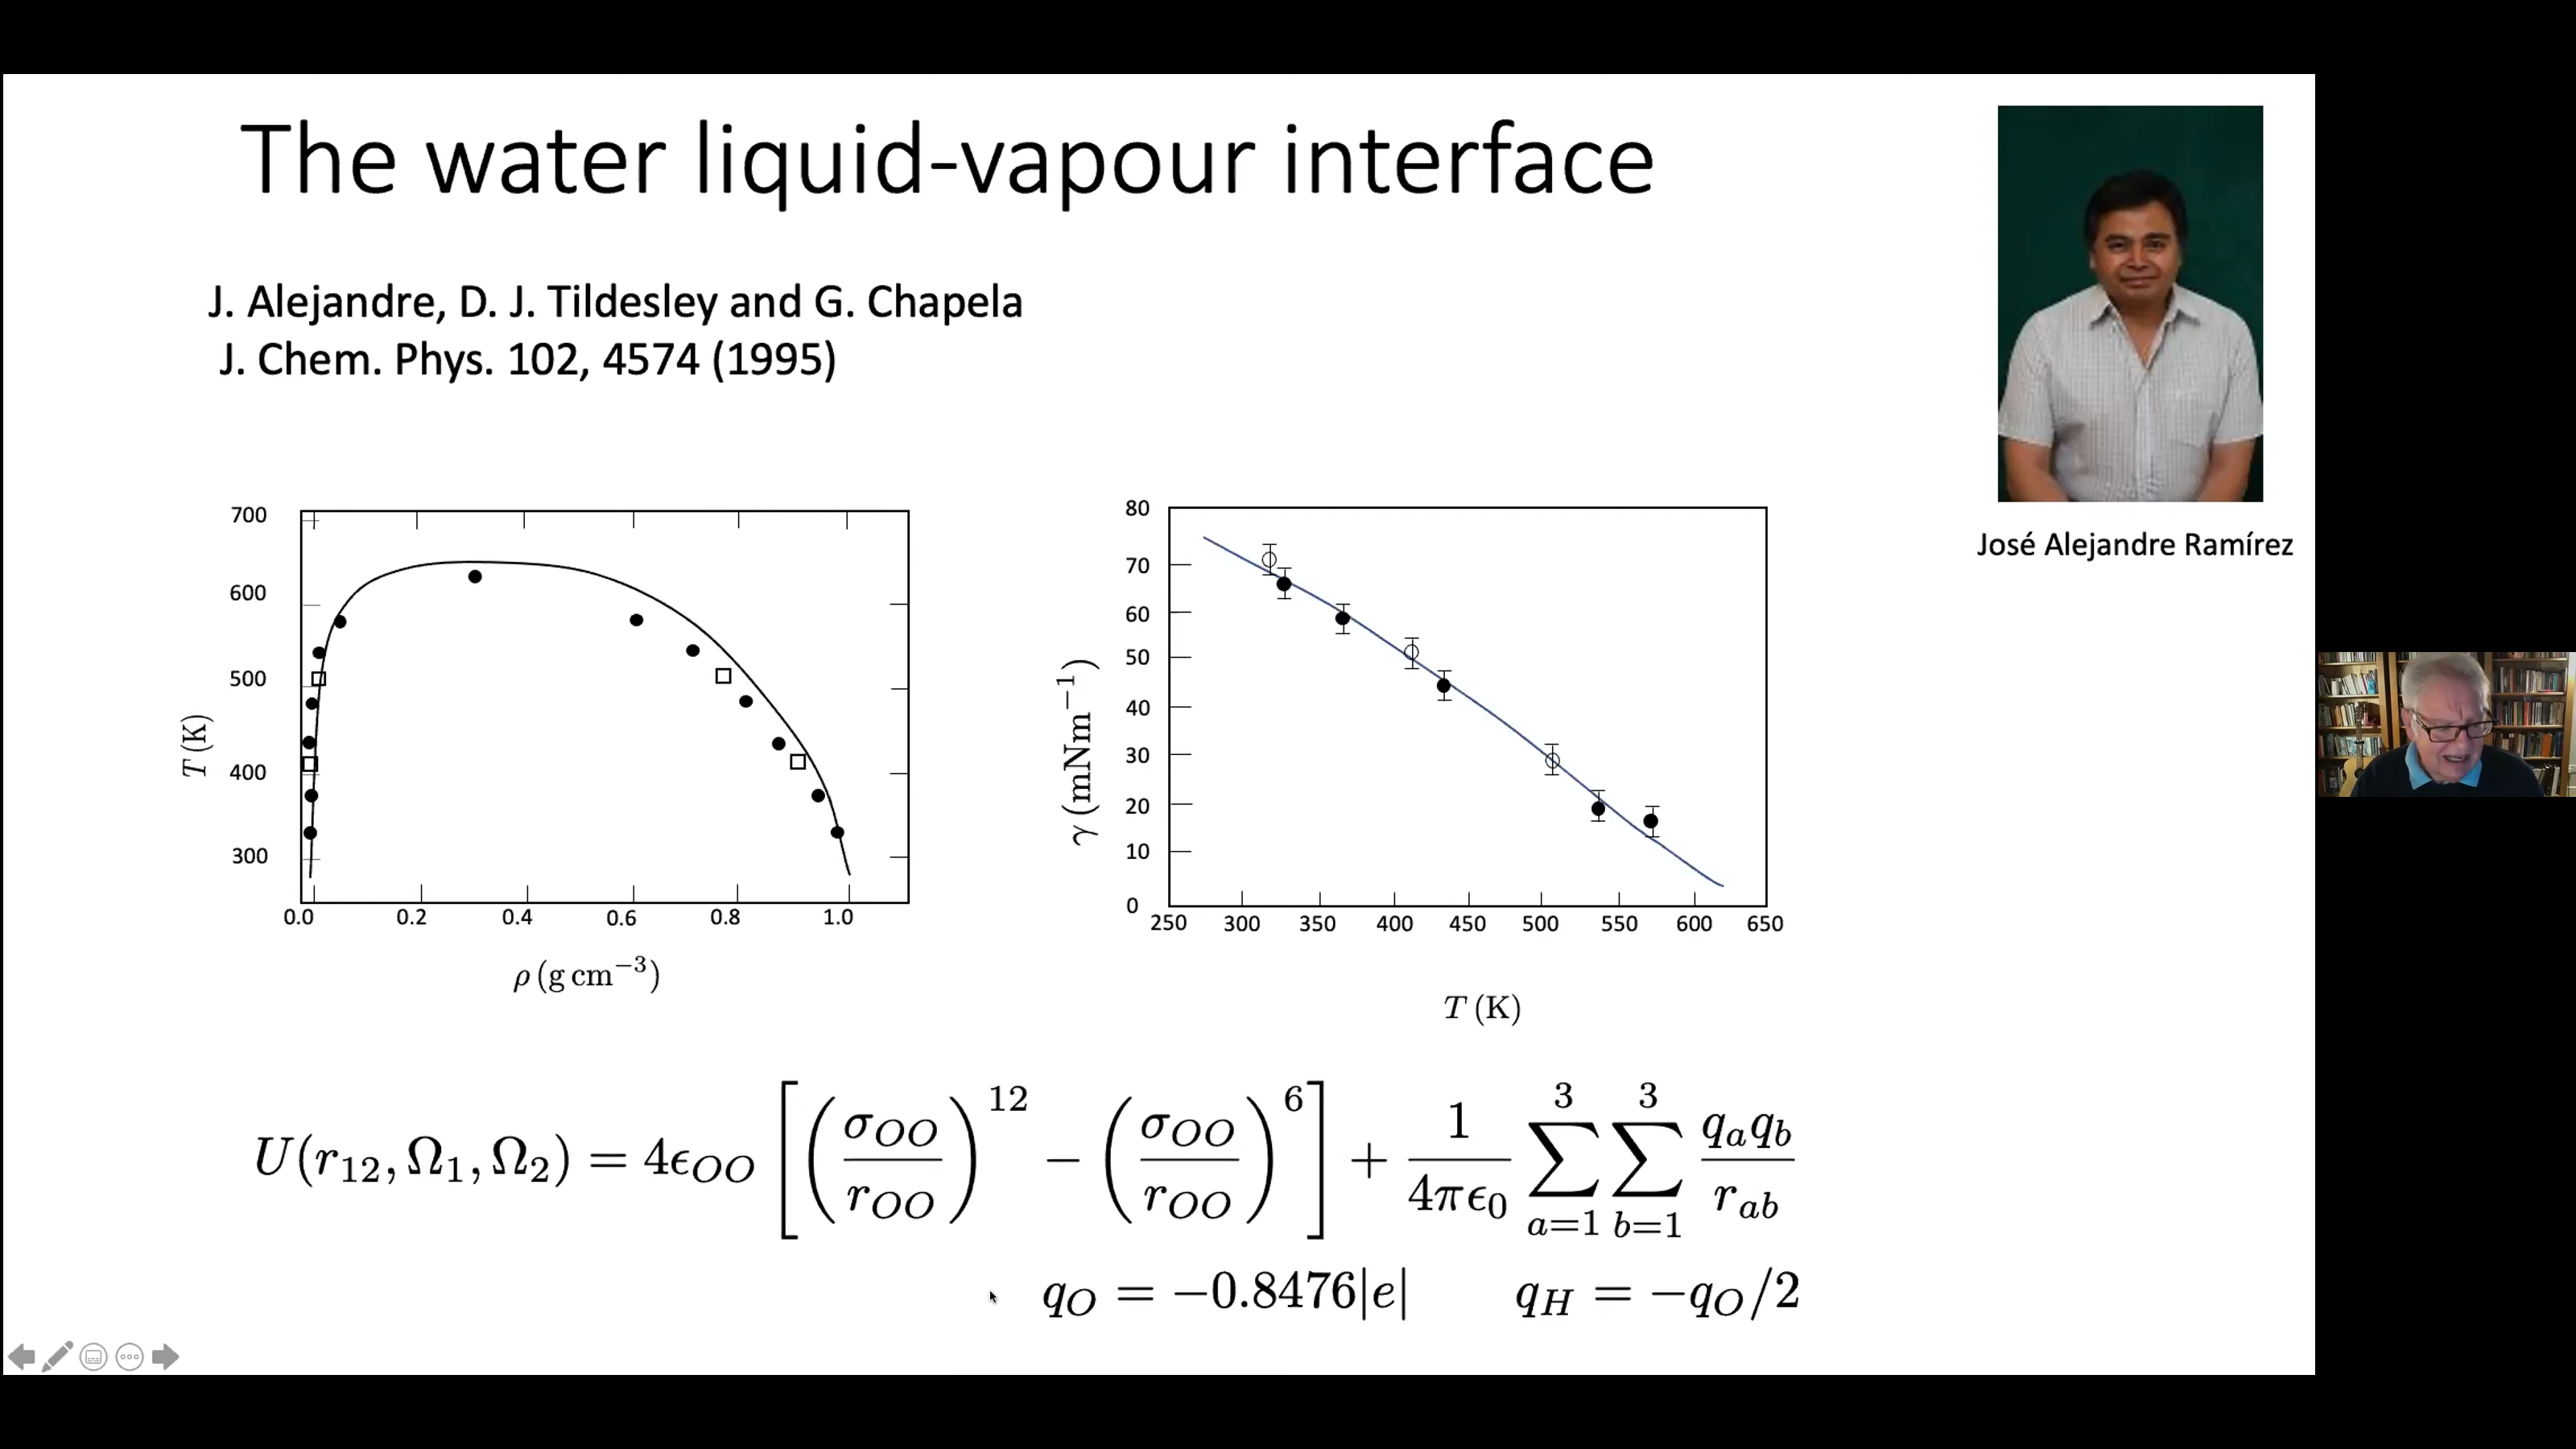 The water liquid-vapour interface
J. Alejandre, D. J. Tildesley and G. Chapela
J. Chem. Phys. 102, 4574 (1995)
José Alejandre Ramírez
700
600
500
400
300
T (K)
0.0 0.2 0.4 0.6 0.8 1.0
ρ (g cm⁻³)
80
70
60
50
40
30
20
10
0
γ (mNm⁻¹)
250 300 350 400 450 500 550 600 650
T (K)
U(r₁₂, Ω₁, Ω₂) = 4ϵ_OO [(σ_OO/r_OO)^12 − (σ_OO/r_OO)^6] + 1/(4πϵ₀) ∑_{a=1}^{3} ∑_{b=1}^{3} q_a q_b/r_ab
q_O = −0.8476|e| q_H = −q_O/2